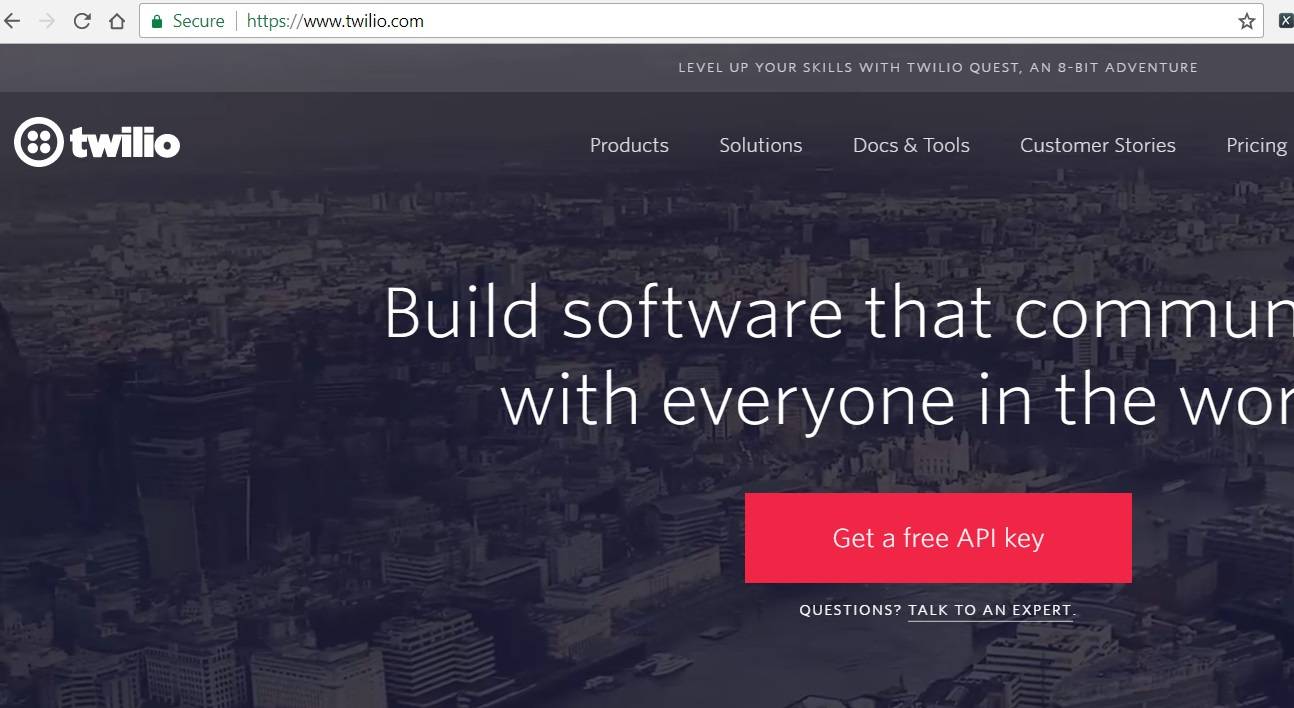 Secure https://www.twilio.com
LEVEL UP YOUR SKILLS WITH TWILIO QUEST, AN 8-BIT ADVENTURE
twilio Products Solutions Docs & Tools Customer Stories Pricing
Build software that commun
with everyone in the wor
Get a free API key
QUESTIONS? TALK TO AN EXPERT.